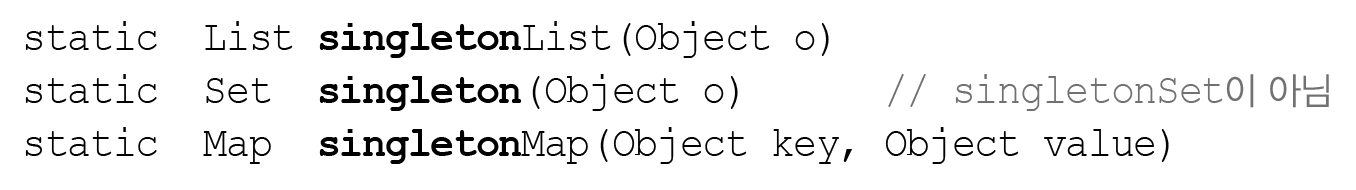 static List singletonList(Object o)
static Set singleton(Object o) // singletonSet이 아님
static Map singletonMap(Object key, Object value)